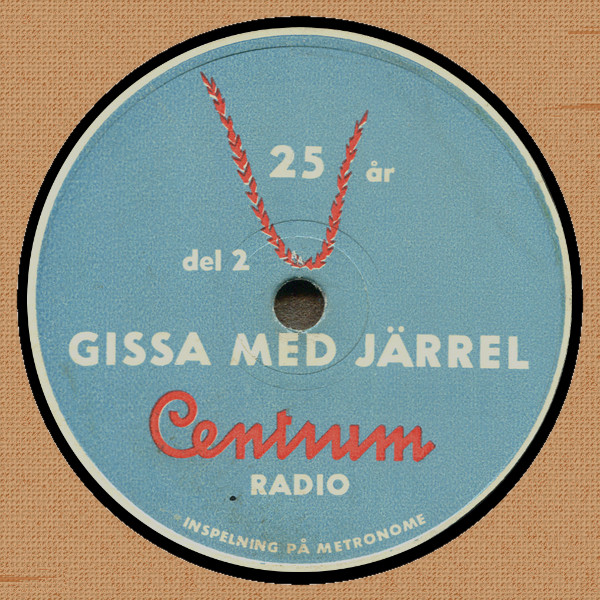 25 år
del 2
GISSA MED JÄRREL
Centrum
RADIO
INSPELNING PÅ METRONOME